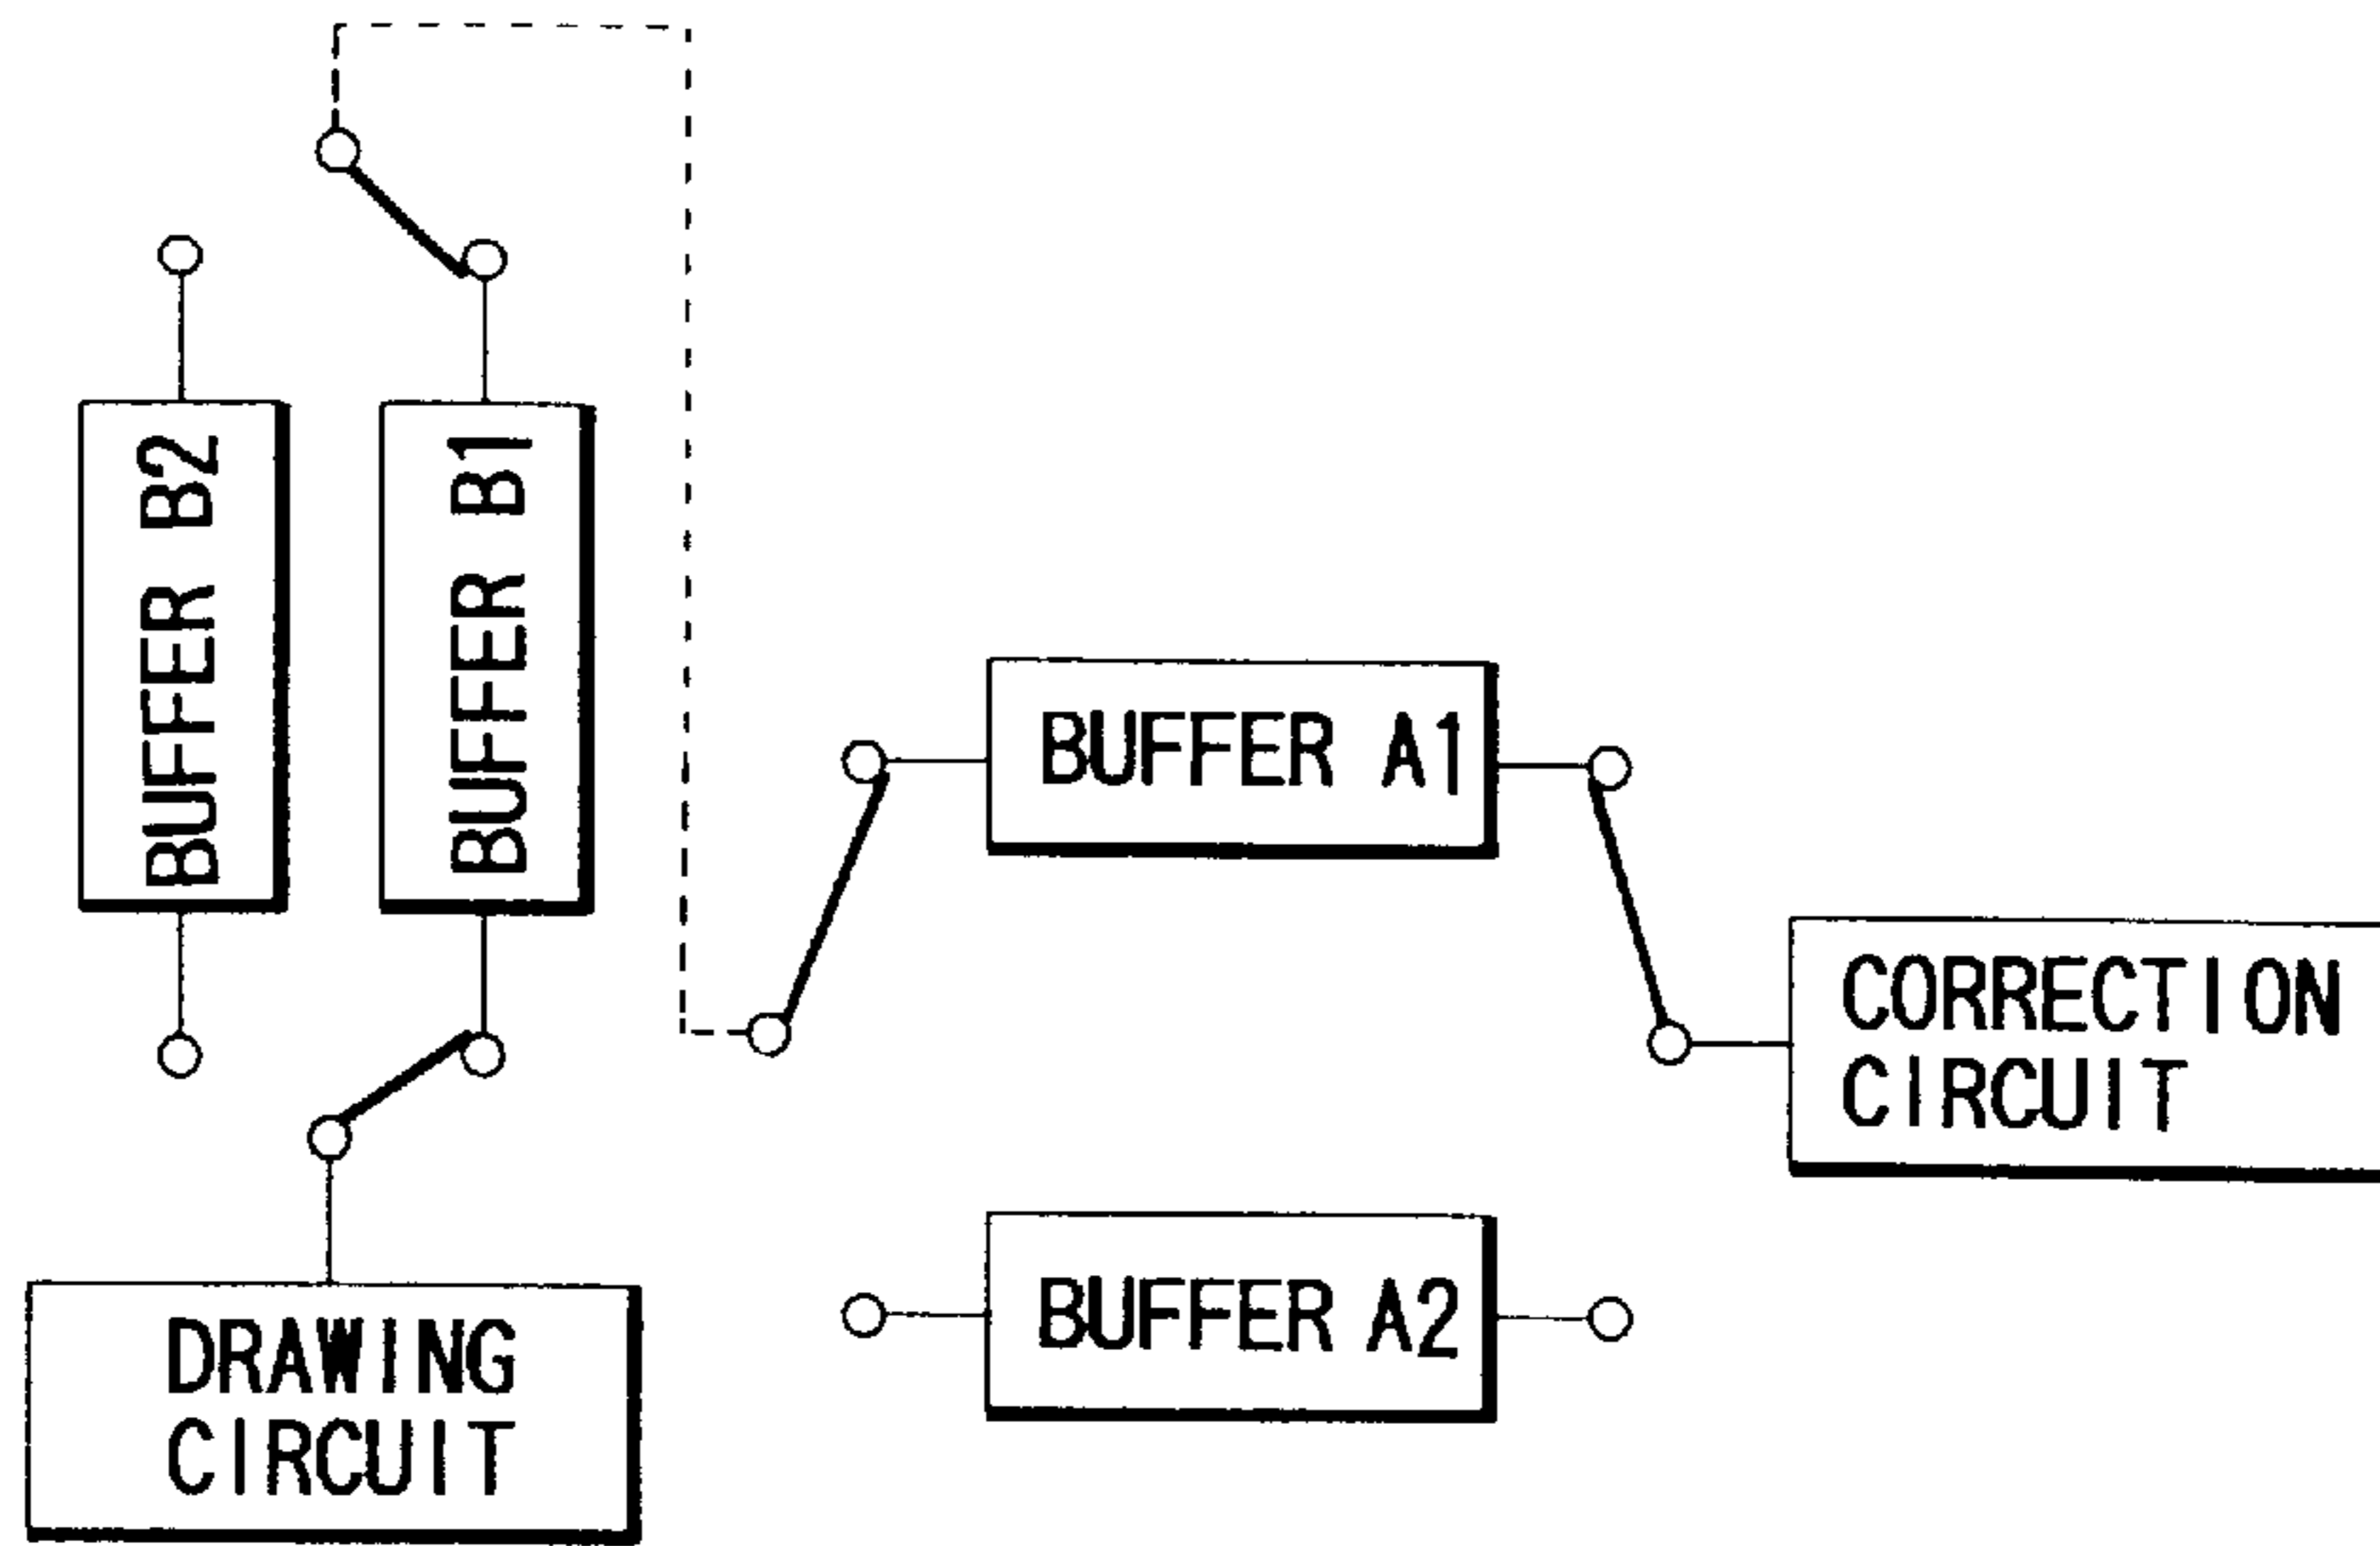 BUFFER B2
BUFFER B1
BUFFER A1
CORRECTION
CIRCUIT
BUFFER A2
DRAWING
CIRCUIT